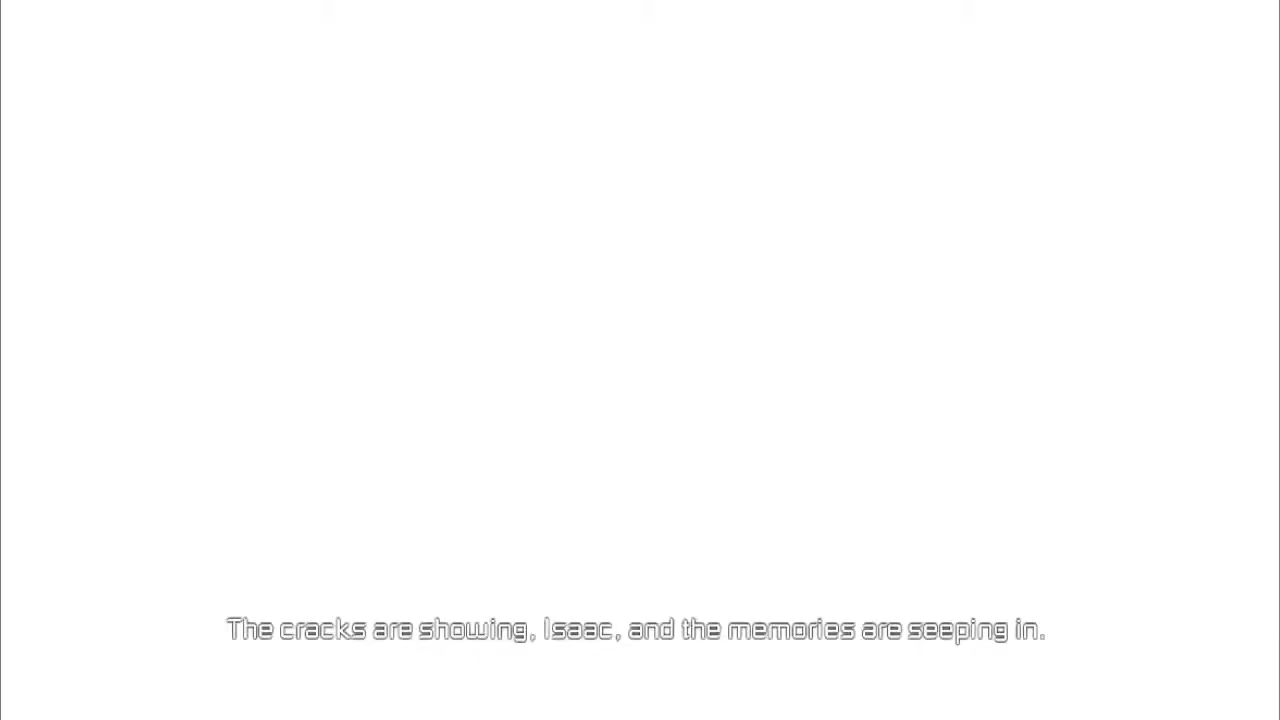 The cracks are showing, Isaac, and the memories are seeping in.